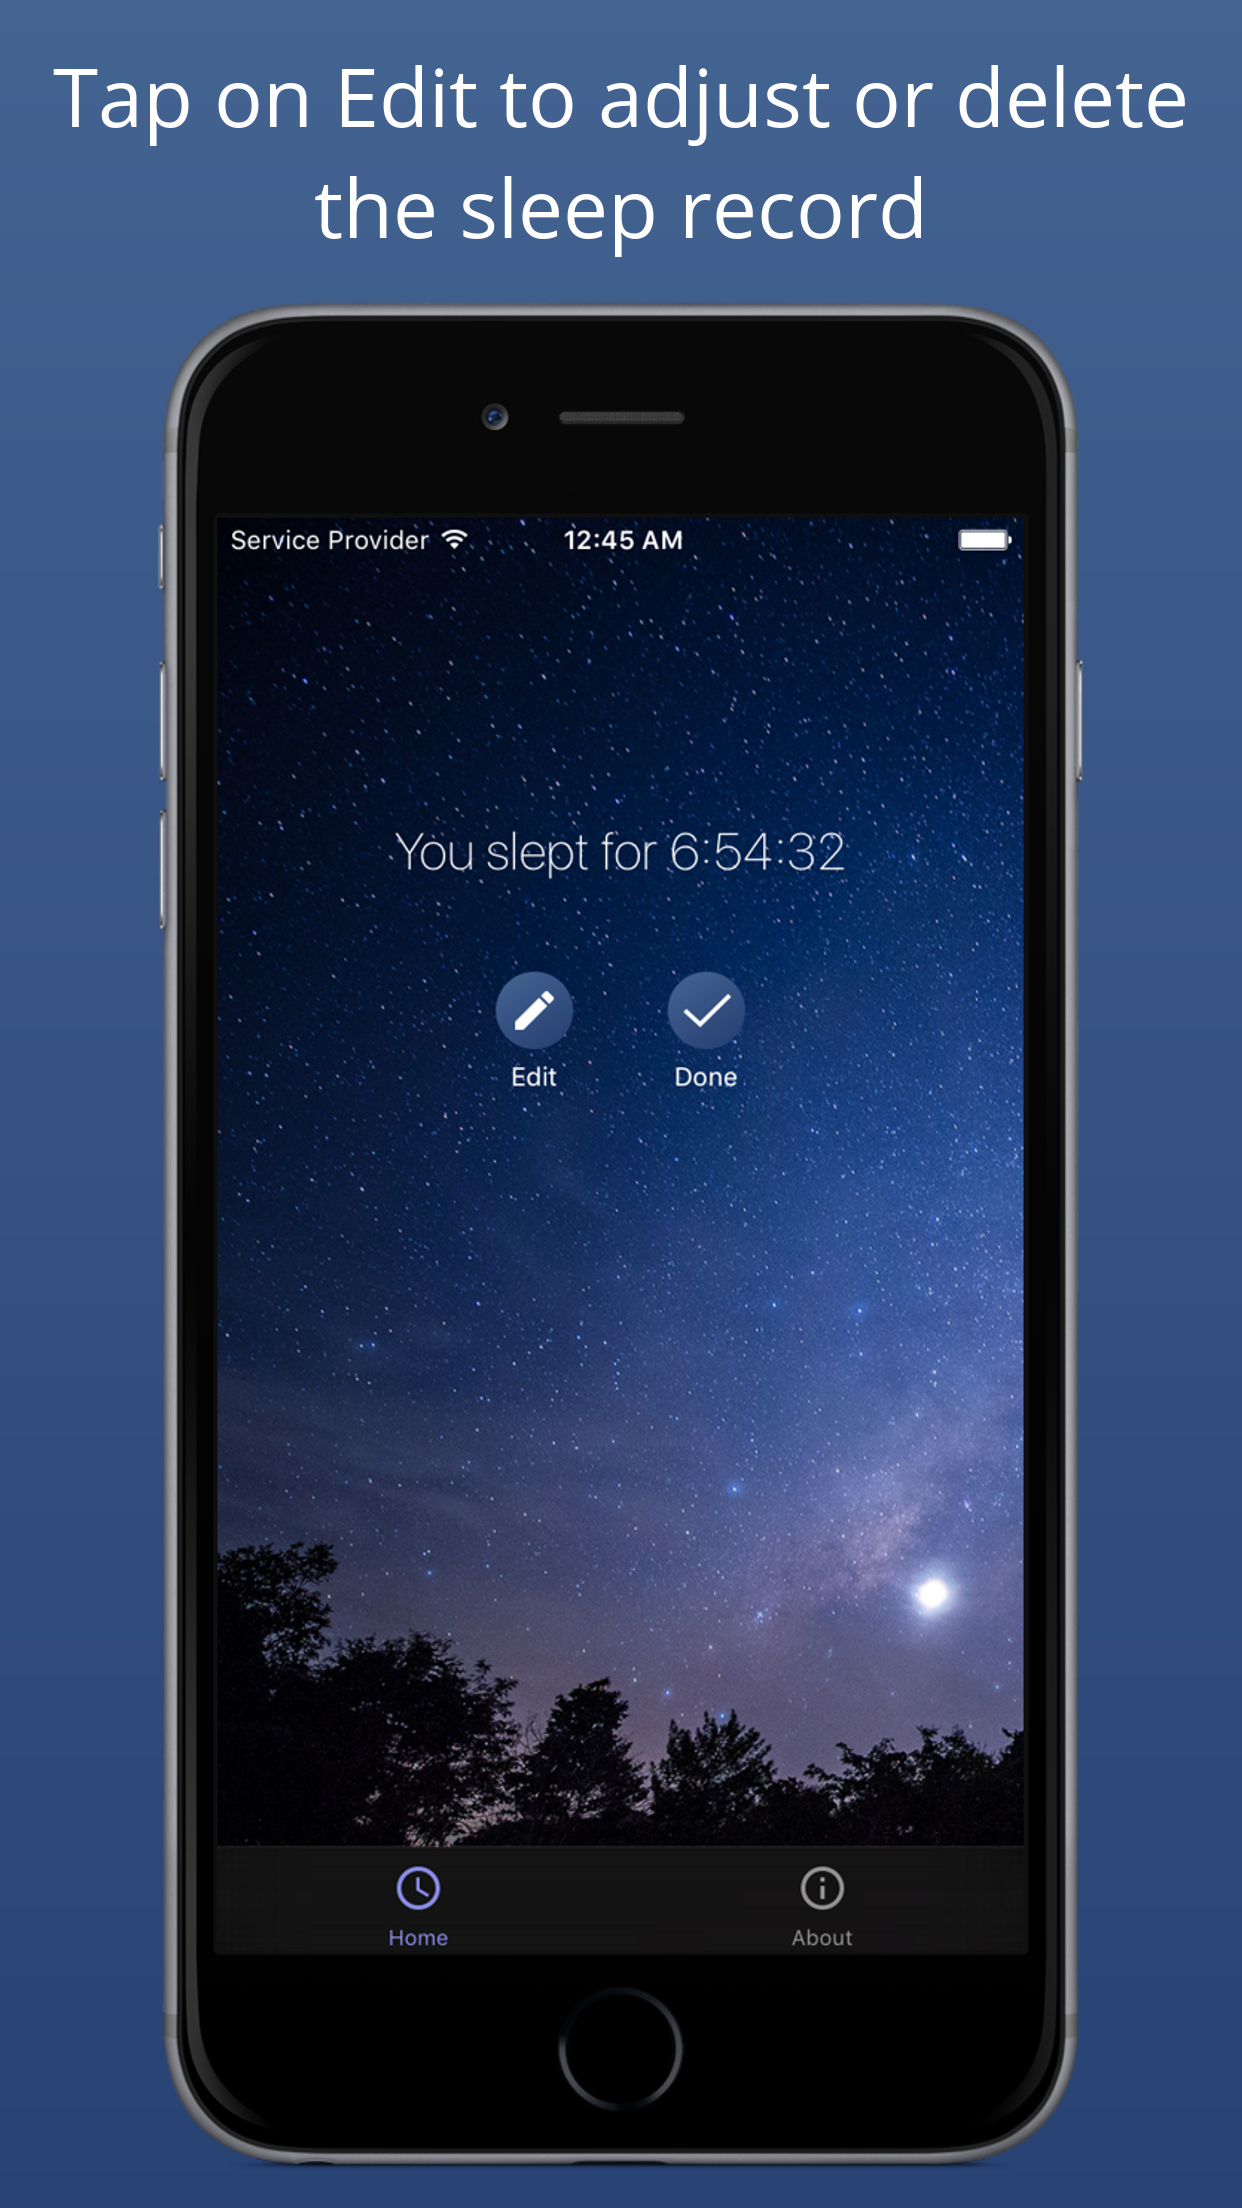 Tap on Edit to adjust or delete
the sleep record
Service Provider 12:45 AM
You slept for 6:54:32
Edit Done
Home About